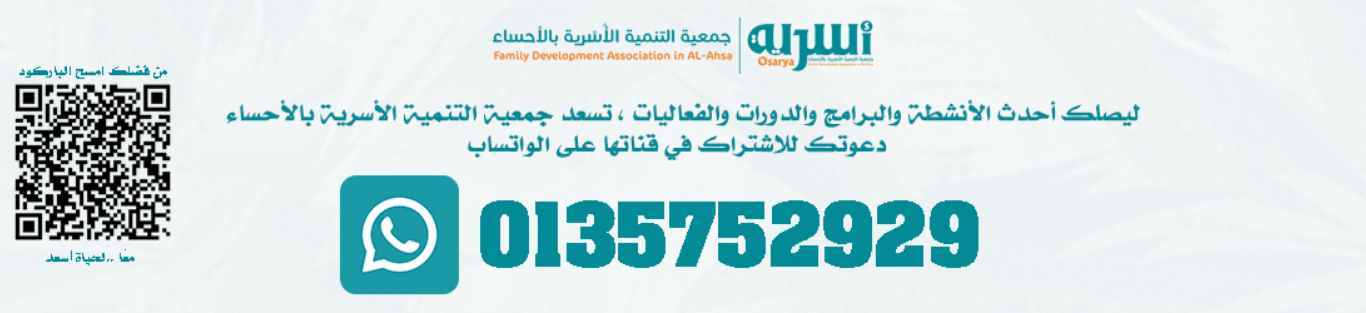 أسرية
Osarya
جمعية التنمية الأسرية بالأحساء
Family Development Association in AL-Ahsa
من فضلك امسح الباركود
ليصلك أحدث الأنشطة والبرامج والدورات والفعاليات ، تسعد جمعية التنمية الأسرية بالأحساء
دعوتك للاشتراك في قناتها على الواتساب
0135752929
معا ..لحياة أسعد